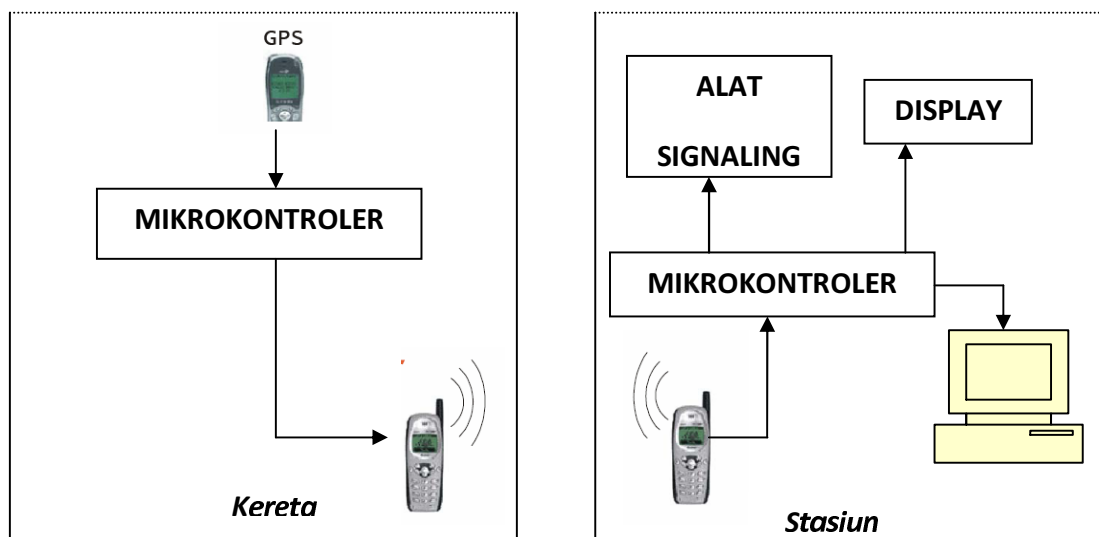 GPS
MIKROKONTROLER
Kereta
ALAT
SIGNALING
DISPLAY
MIKROKONTROLER
Stasiun